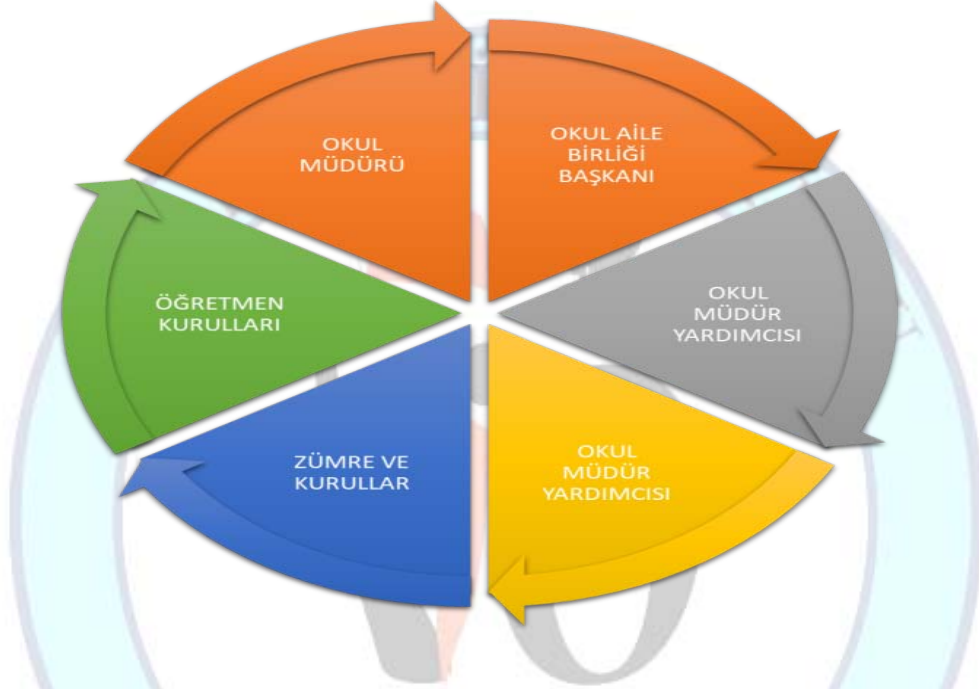 OKUL
MÜDÜRÜ
OKUL AİLE
BİRLİĞİ
BAŞKANI
OKUL
MÜDÜR
YARDIMCISI
OKUL
MÜDÜR
YARDIMCISI
ZÜMRE VE
KURULLAR
ÖĞRETMEN
KURULLARI